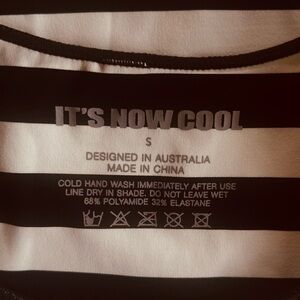 IT'S NOW COOL
S
DESIGNED IN AUSTRALIA
MADE IN CHINA
COLD HAND WASH IMMEDIATELY AFTER USE
LINE DRY IN SHADE. DO NOT LEAVE WET
68% POLYAMIDE 32% ELASTANE